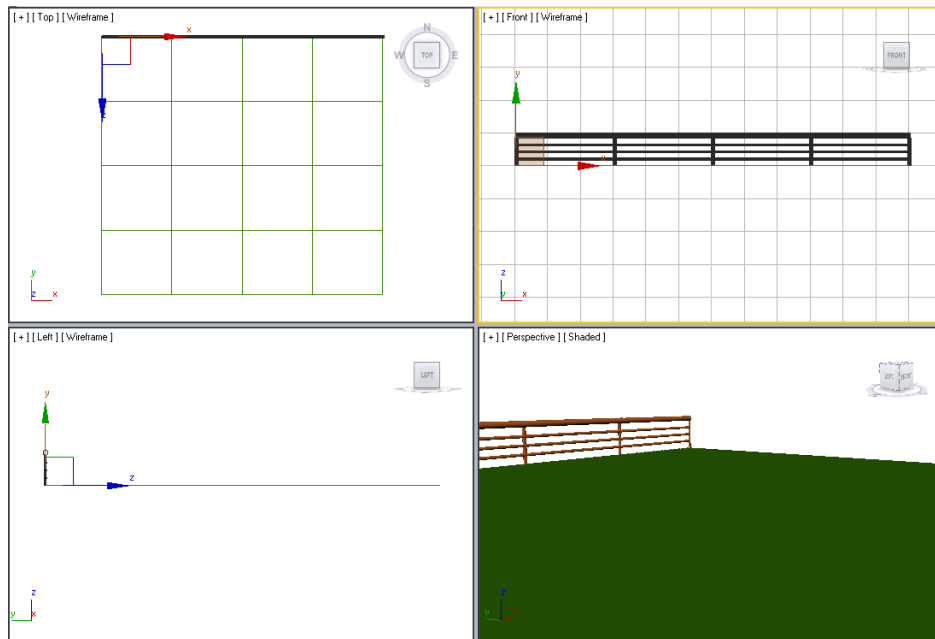 [ + ] [ Top ] [ Wireframe ]
x
z
N
W TOP E
S
y
z x
[ + ] [ Front ] [ Wireframe ]
FRONT
y
x
z
y x
[ + ] [ Left ] [ Wireframe ]
LEFT
y
z
z
y x
[ + ] [ Perspective ] [ Shaded ]
LEFT FRONT
z
y